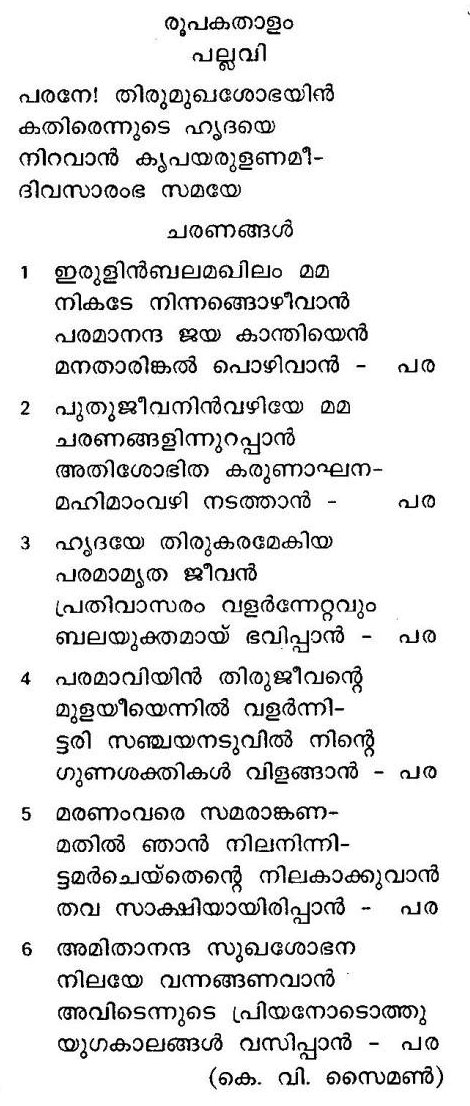 രൂപകതാളം
പല്ലവി
പരനേ! തിരുമുഖശോഭയിൻ
കതിരെന്നുടെ ഹൃദയെ
നിറവാൻ കൃപയരുളണമീ-
ദിവസാരംഭ സമയേ
ചരണങ്ങൾ
1 ഇരുളിൻബലമഖിലം മമ
നികടേ നിന്നങ്ങൊഴീവാൻ
പരമാനന്ദ ജയ കാന്തിയെൻ
മനതാരിങ്കൽ പൊഴിവാൻ - പര
2 പുതുജീവനിൻവഴിയേ മമ
ചരണങ്ങളിന്നുറപ്പാൻ
അതിശോഭിത കരുണാഘന-
മഹിമാംവഴി നടത്താൻ - പര
3 ഹൃദയേ തിരുകരമേകിയ
പരമാമൃത ജീവൻ
പ്രതിവാസരം വളർന്നേറ്റവും
ബലയുക്തമായ് ഭവിപ്പാൻ - പര
4 പരമാവിയിൻ തിരുജീവന്റെ
മുളയീയെന്നിൽ വളർന്നി-
ട്ടരി സഞ്ചയനടുവിൽ നിന്റെ
ഗുണശക്തികൾ വിളങ്ങാൻ - പര
5 മരണംവരെ സമരാങ്കണ-
മതിൽ ഞാൻ നിലനിന്നി-
ട്ടമർചെയ്തെന്റെ നിലകാക്കുവാൻ
തവ സാക്ഷിയായിരിപ്പാൻ - പര
6 അമിതാനന്ദ സുഖശോഭന
നിലയേ വന്നങ്ങണവാൻ
അവിടെന്നുടെ പ്രിയനോടൊത്തു
യുഗകാലങ്ങൾ വസിപ്പാൻ - പര
(കെ. വി. സൈമൺ)